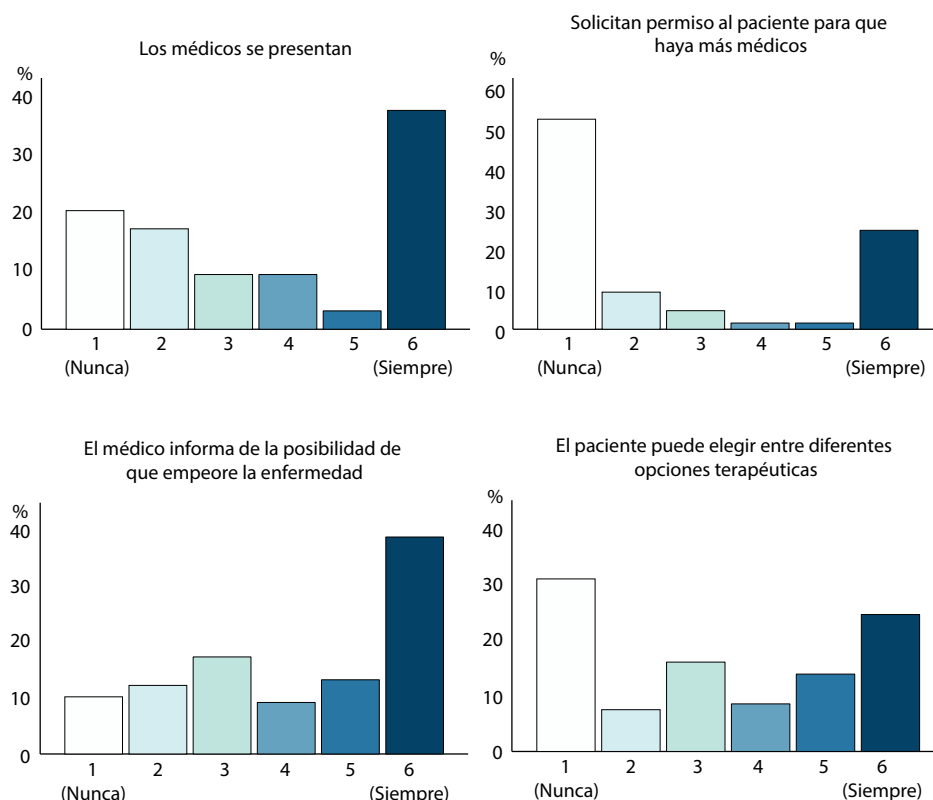 Los médicos se presentan
%
40
30
20
10
0
1 2 3 4 5 6
(Nunca) (Siempre)
Solicitan permiso al paciente para que
haya más médicos
%
60
50
40
30
20
10
0
1 2 3 4 5 6
(Nunca) (Siempre)
El médico informa de la posibilidad de
que empeore la enfermedad
%
40
30
20
10
0
1 2 3 4 5 6
(Nunca) (Siempre)
El paciente puede elegir entre diferentes
opciones terapéuticas
%
40
30
20
10
0
1 2 3 4 5 6
(Nunca) (Siempre)